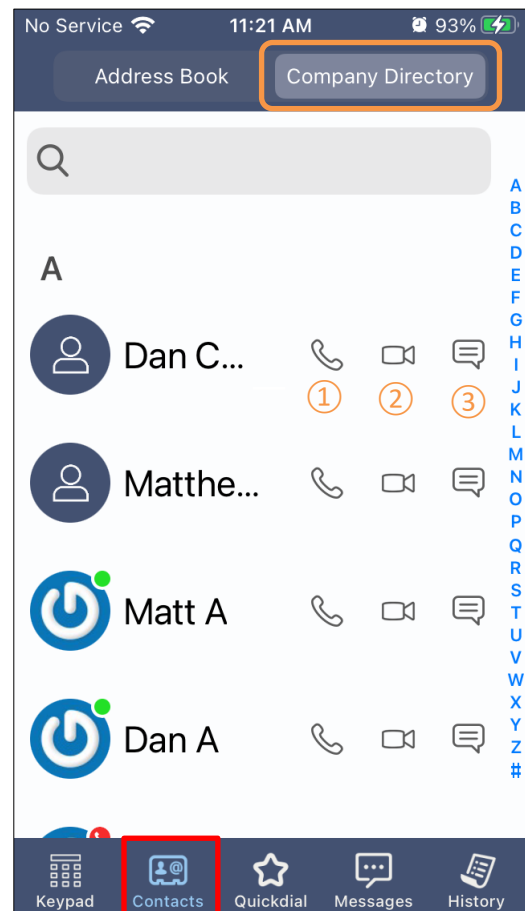 No Service 11:21 AM 93%
Address Book Company Directory
A
Dan C...
① ② ③
Matthe...
Matt A
Dan A
A
B
C
D
E
F
G
H
I
J
K
L
M
N
O
P
Q
R
S
T
U
V
W
X
Y
Z
#
Keypad Contacts Quickdial Messages History